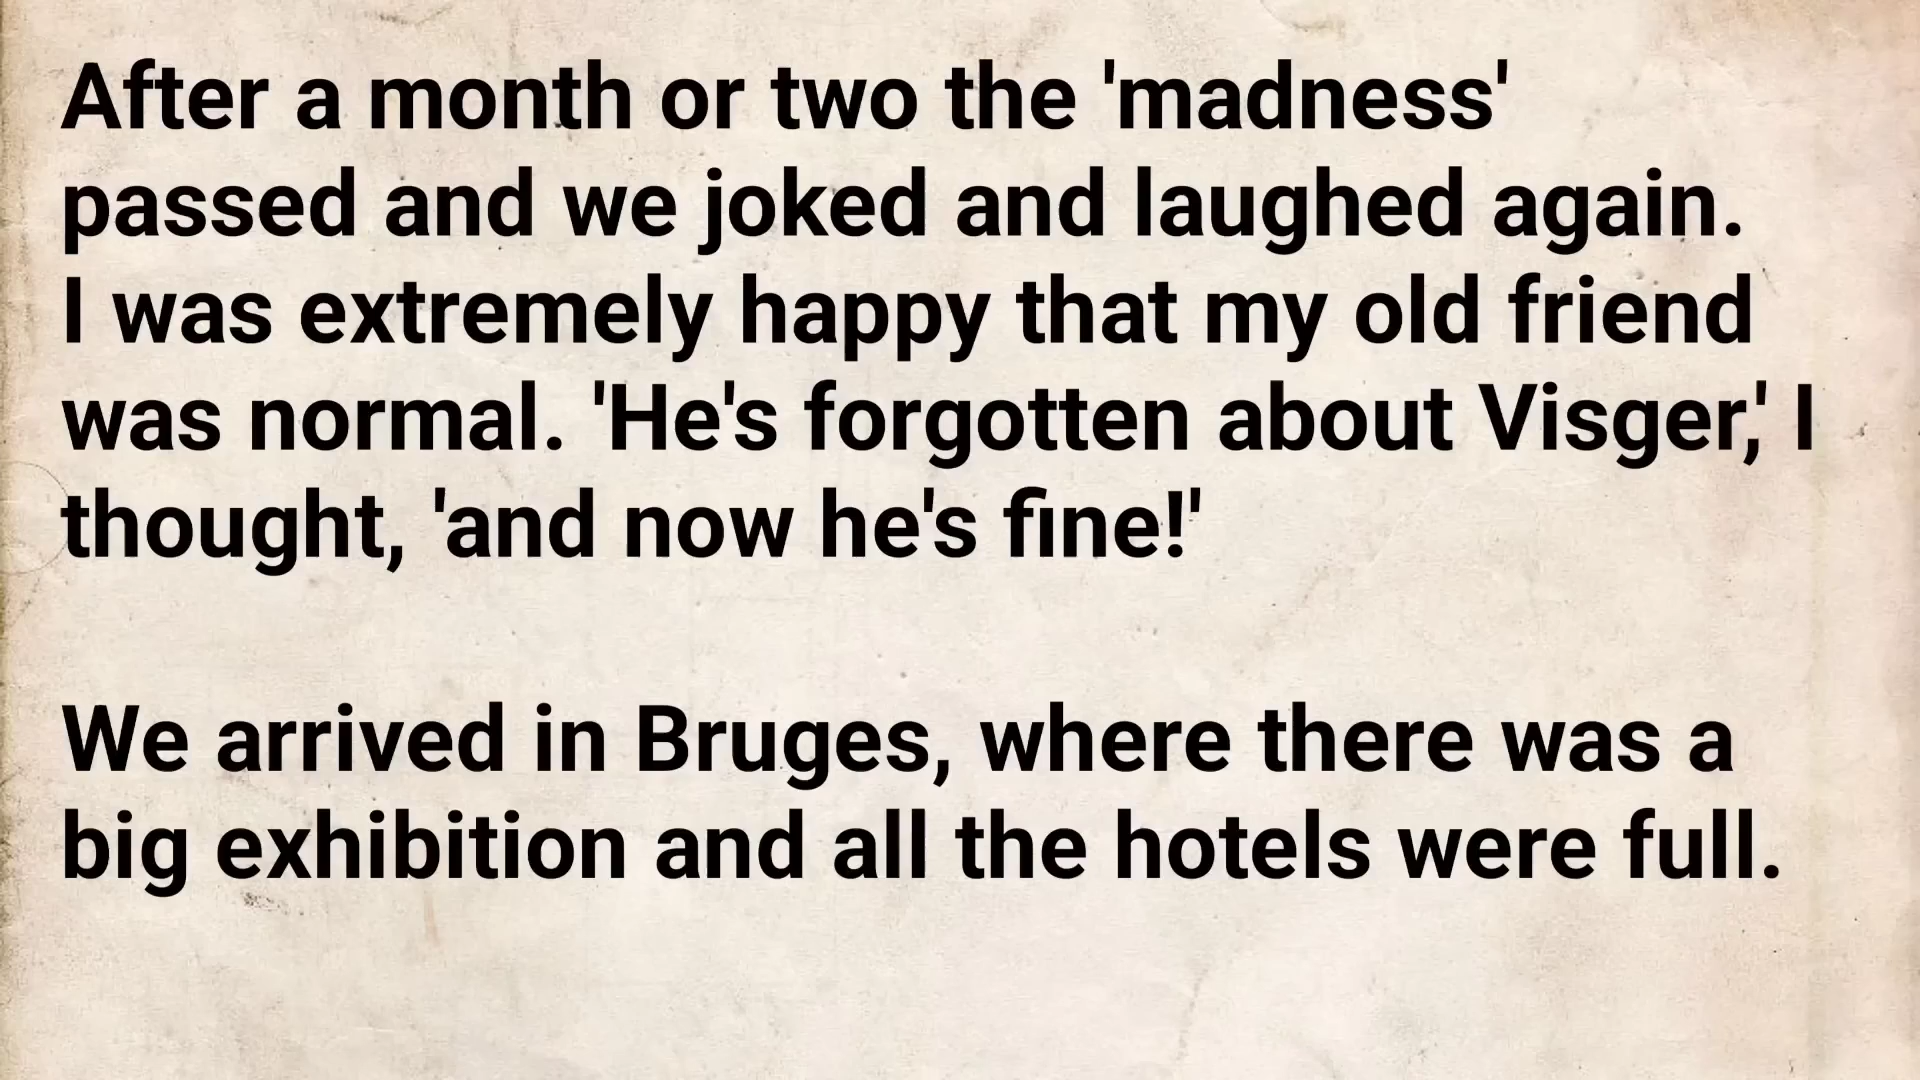 After a month or two the 'madness'
passed and we joked and laughed again.
I was extremely happy that my old friend
was normal. 'He's forgotten about Visger,' I
thought, 'and now he's fine!'
We arrived in Bruges, where there was a
big exhibition and all the hotels were full.